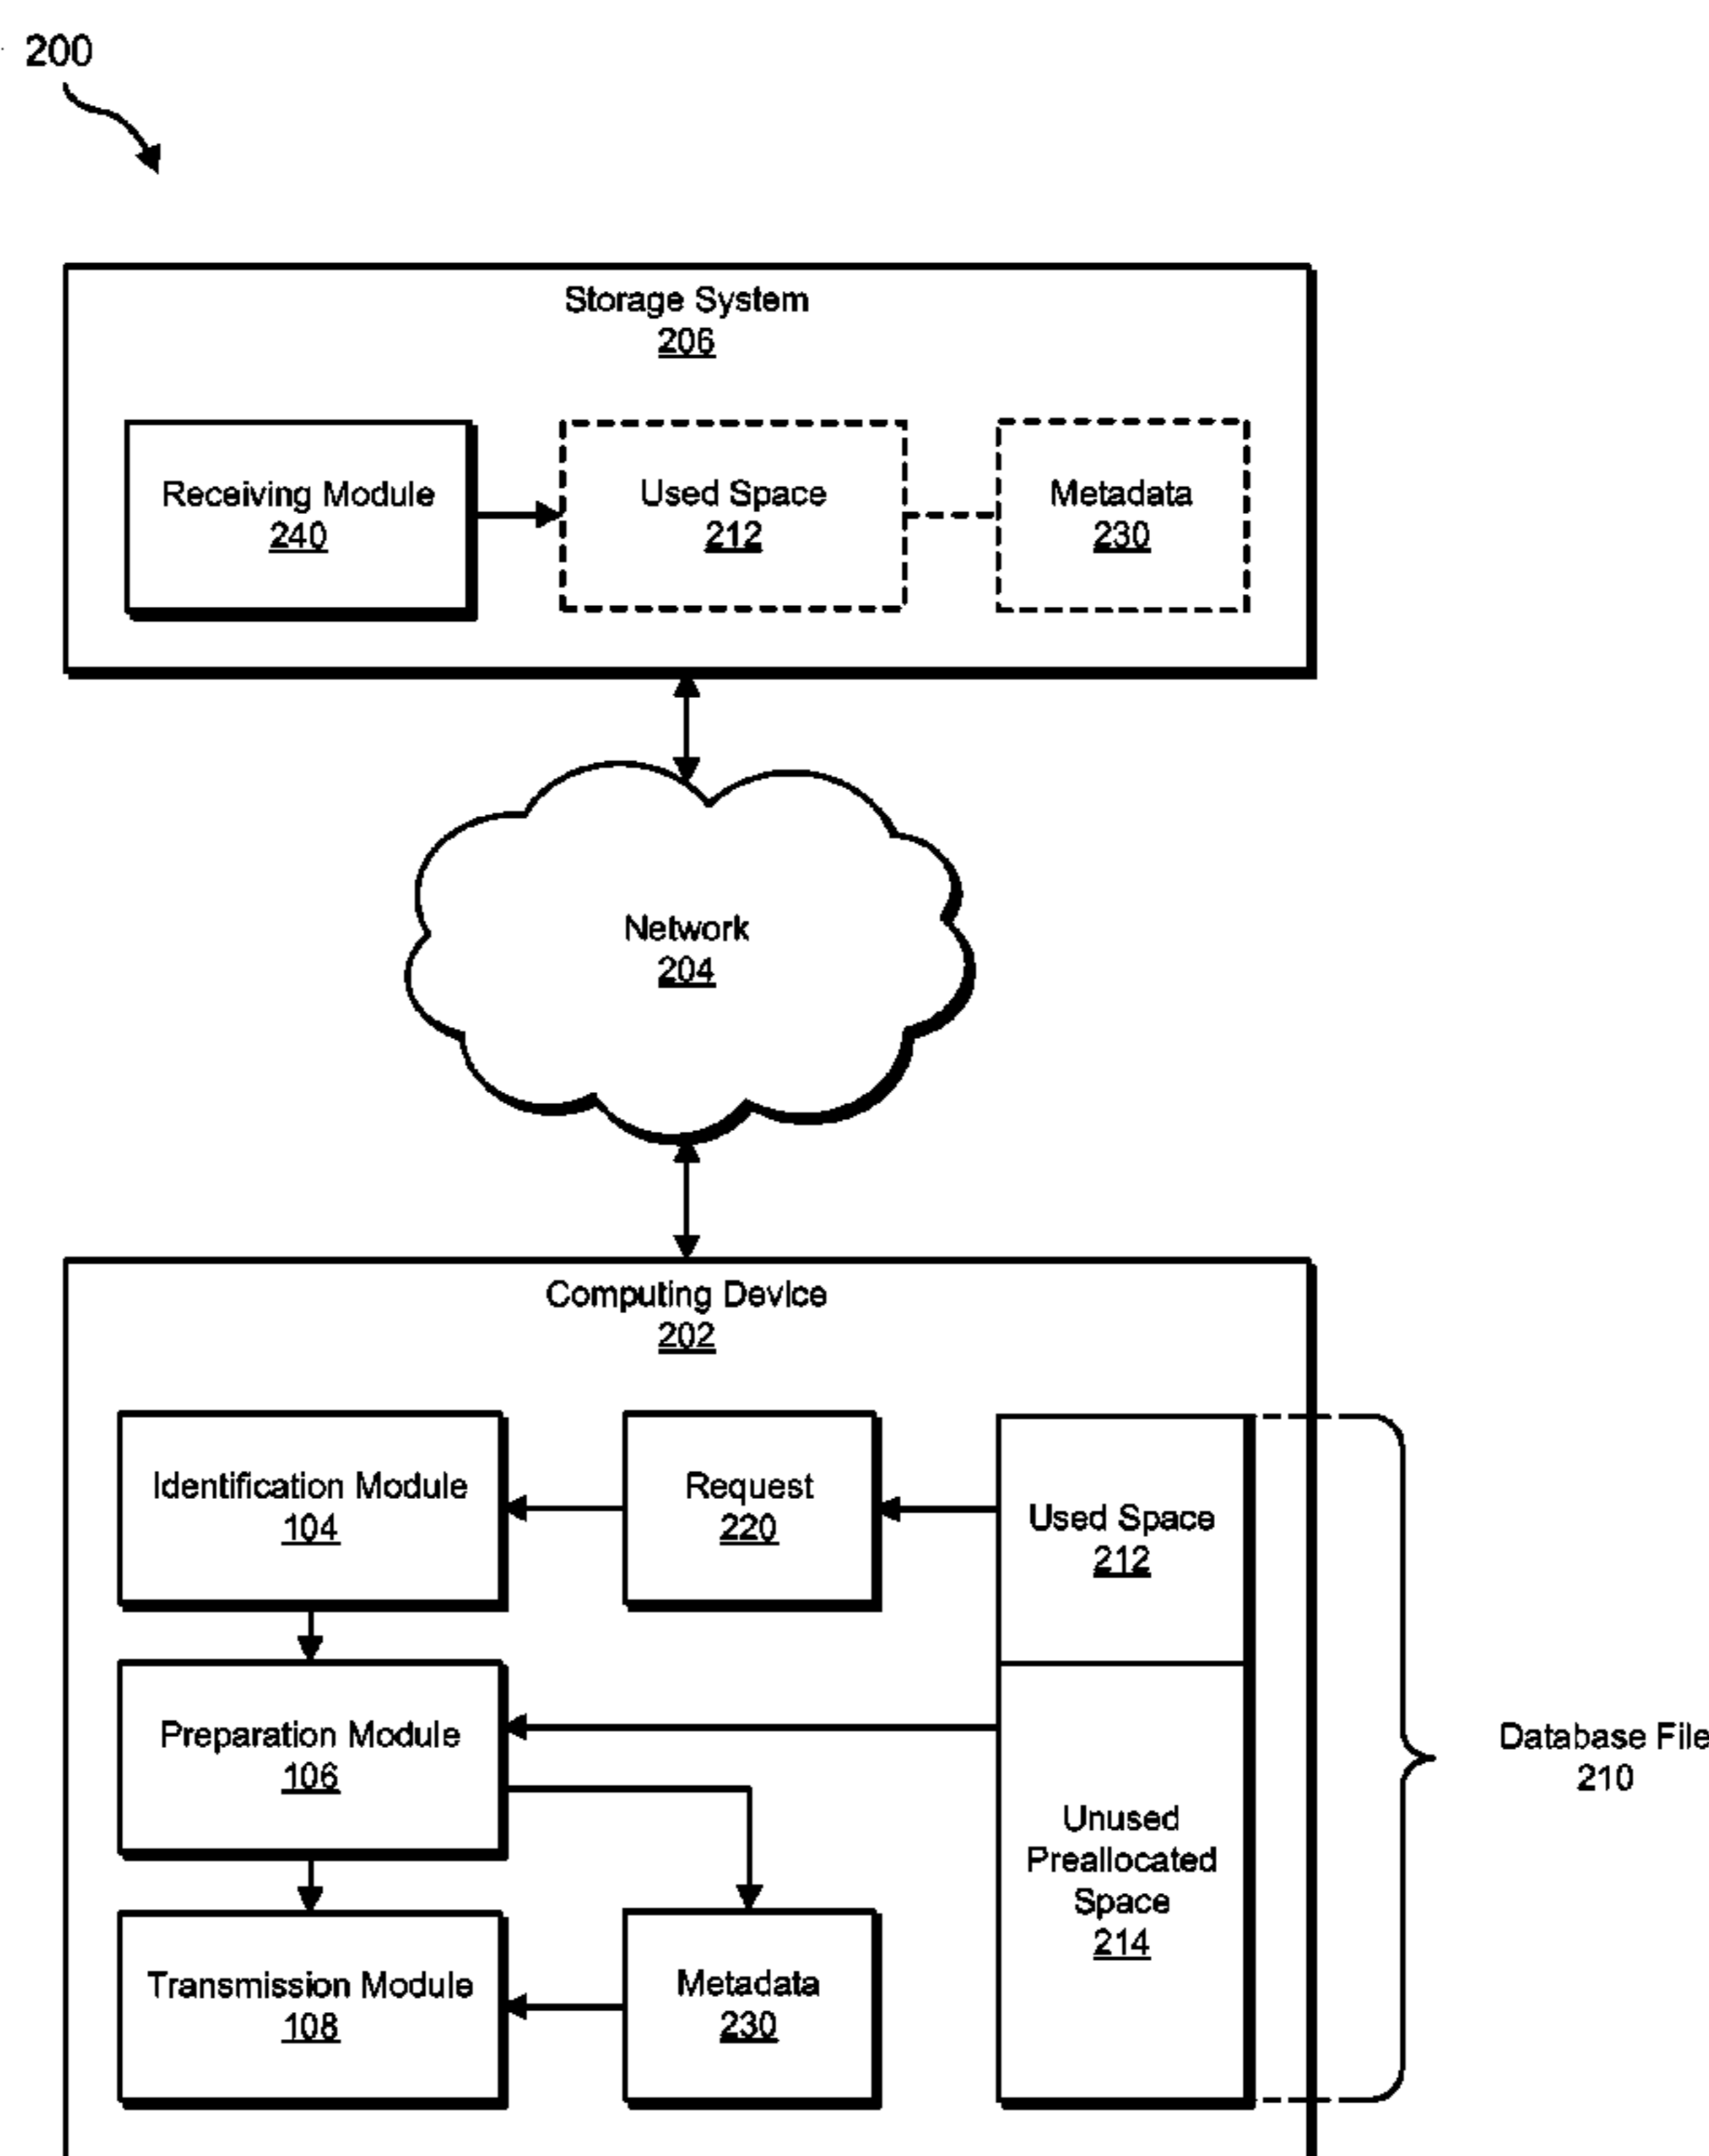 200
Storage System
206
Receiving Module
240
Used Space
212
Metadata
230
Network
204
Computing Device
202
Identification Module
104
Request
220
Used Space
212
Preparation Module
106
Unused
Preallocated
Space
214
Database File
210
Transmission Module
108
Metadata
230